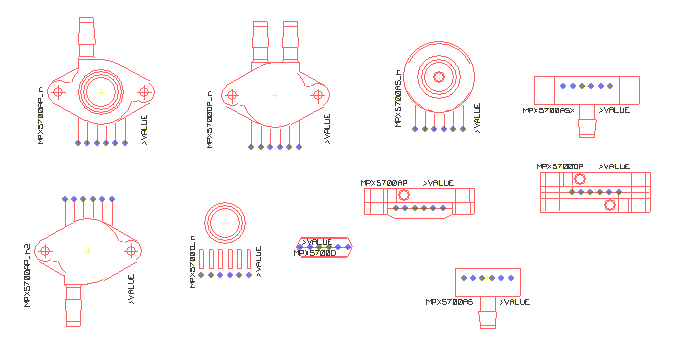 MPX5700AP_n
>VALUE
MPX5700DP_n
>VALUE
MPX5700AS_n
>VALUE
MPX5700ASX
>VALUE
MPX5700AP
>VALUE
MPX5700DP
>VALUE
MPX5700AP_n2
>VALUE
MPX5700D_n
>VALUE
>VALUE
MPX5700D
MPX5700AS
>VALUE